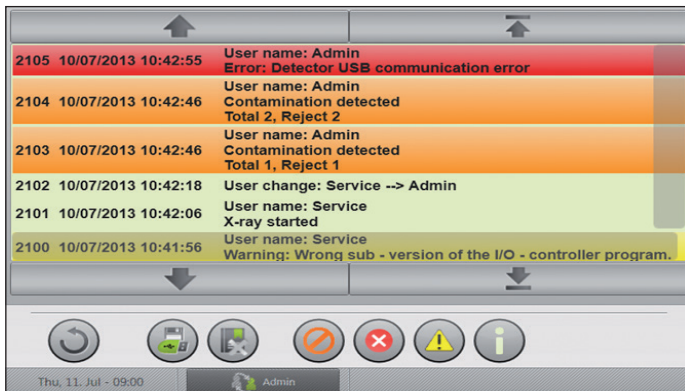 2105 10/07/2013 10:42:55 User name: Admin
Error: Detector USB communication error
2104 10/07/2013 10:42:46 User name: Admin
Contamination detected
Total 2, Reject 2
2103 10/07/2013 10:42:46 User name: Admin
Contamination detected
Total 1, Reject 1
2102 10/07/2013 10:42:18 User change: Service --> Admin
2101 10/07/2013 10:42:06 User name: Service
X-ray started
2100 10/07/2013 10:41:56 User name: Service
Warning: Wrong sub - version of the I/O - controller program.
Thu, 11. Jul - 09:00 Admin